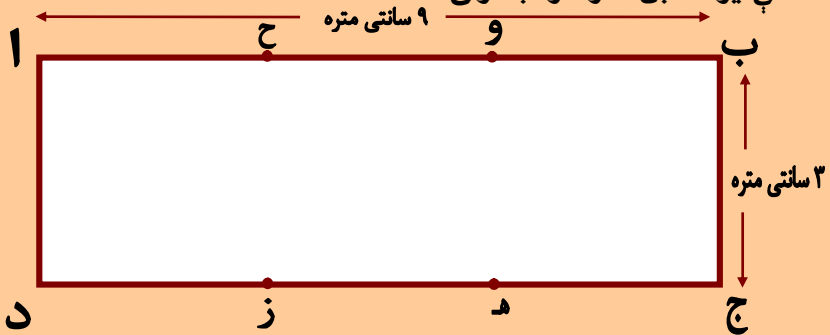 ۹ سانتی متره
ب و ح ا
۳ سانتی متره
ج هـ ز د